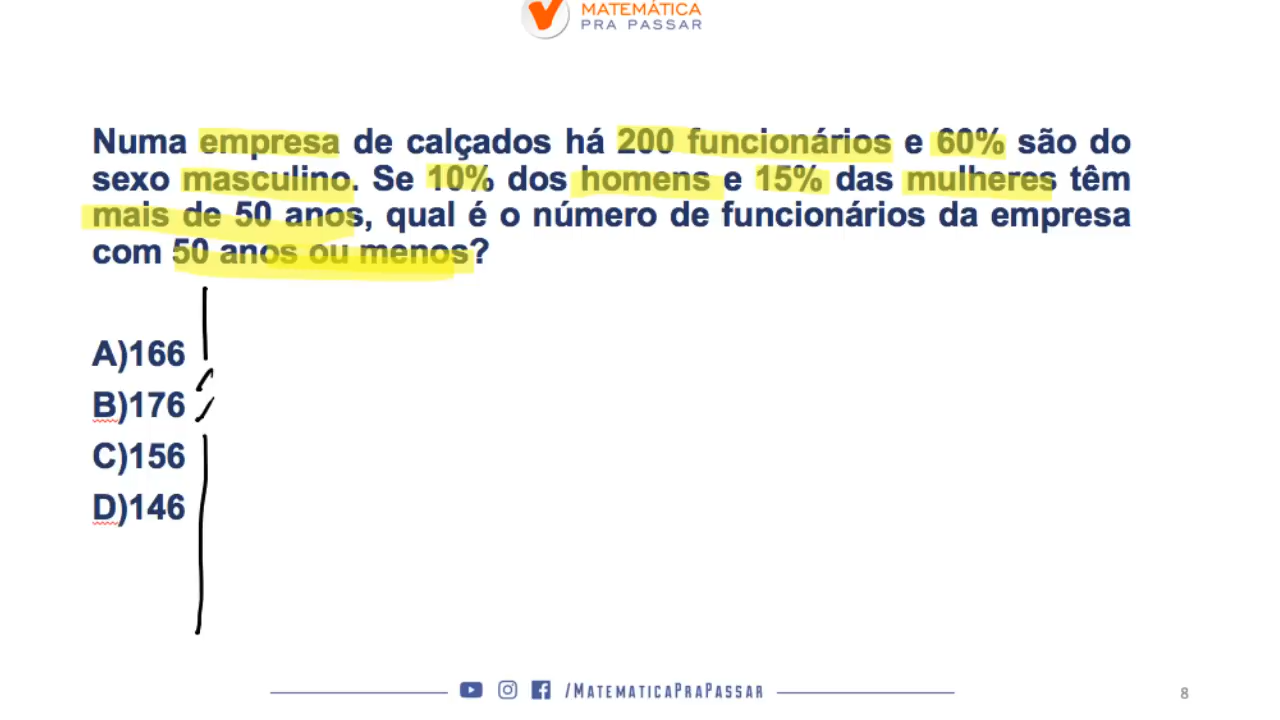 MATEMÁTICA
PRA PASSAR
Numa empresa de calçados há 200 funcionários e 60% são do
sexo masculino. Se 10% dos homens e 15% das mulheres têm
mais de 50 anos, qual é o número de funcionários da empresa
com 50 anos ou menos?
A)166
B)176
C)156
D)146
/MATEMATICAPRAPASSAR
8